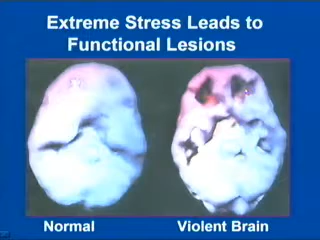 Extreme Stress Leads to
Functional Lesions
Normal
Violent Brain